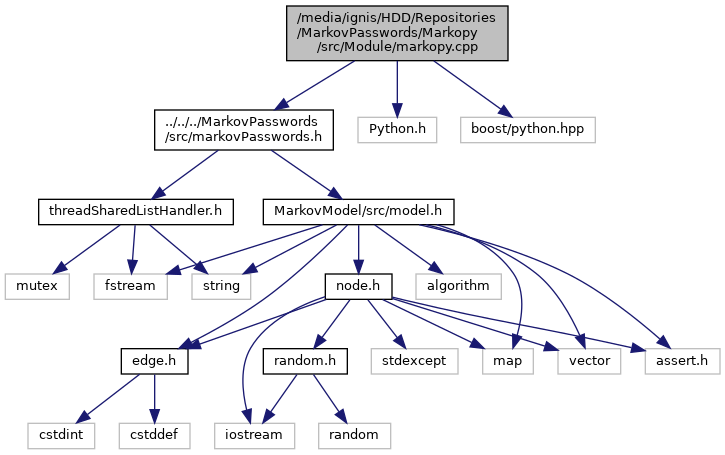 /media/ignis/HDD/Repositories
/MarkovPasswords/Markopy
/src/Module/markopy.cpp
../../../MarkovPasswords
/src/markovPasswords.h
Python.h
boost/python.hpp
threadSharedListHandler.h
MarkovModel/src/model.h
mutex
fstream
string
node.h
algorithm
edge.h
random.h
stdexcept
map
vector
assert.h
cstdint
cstddef
iostream
random